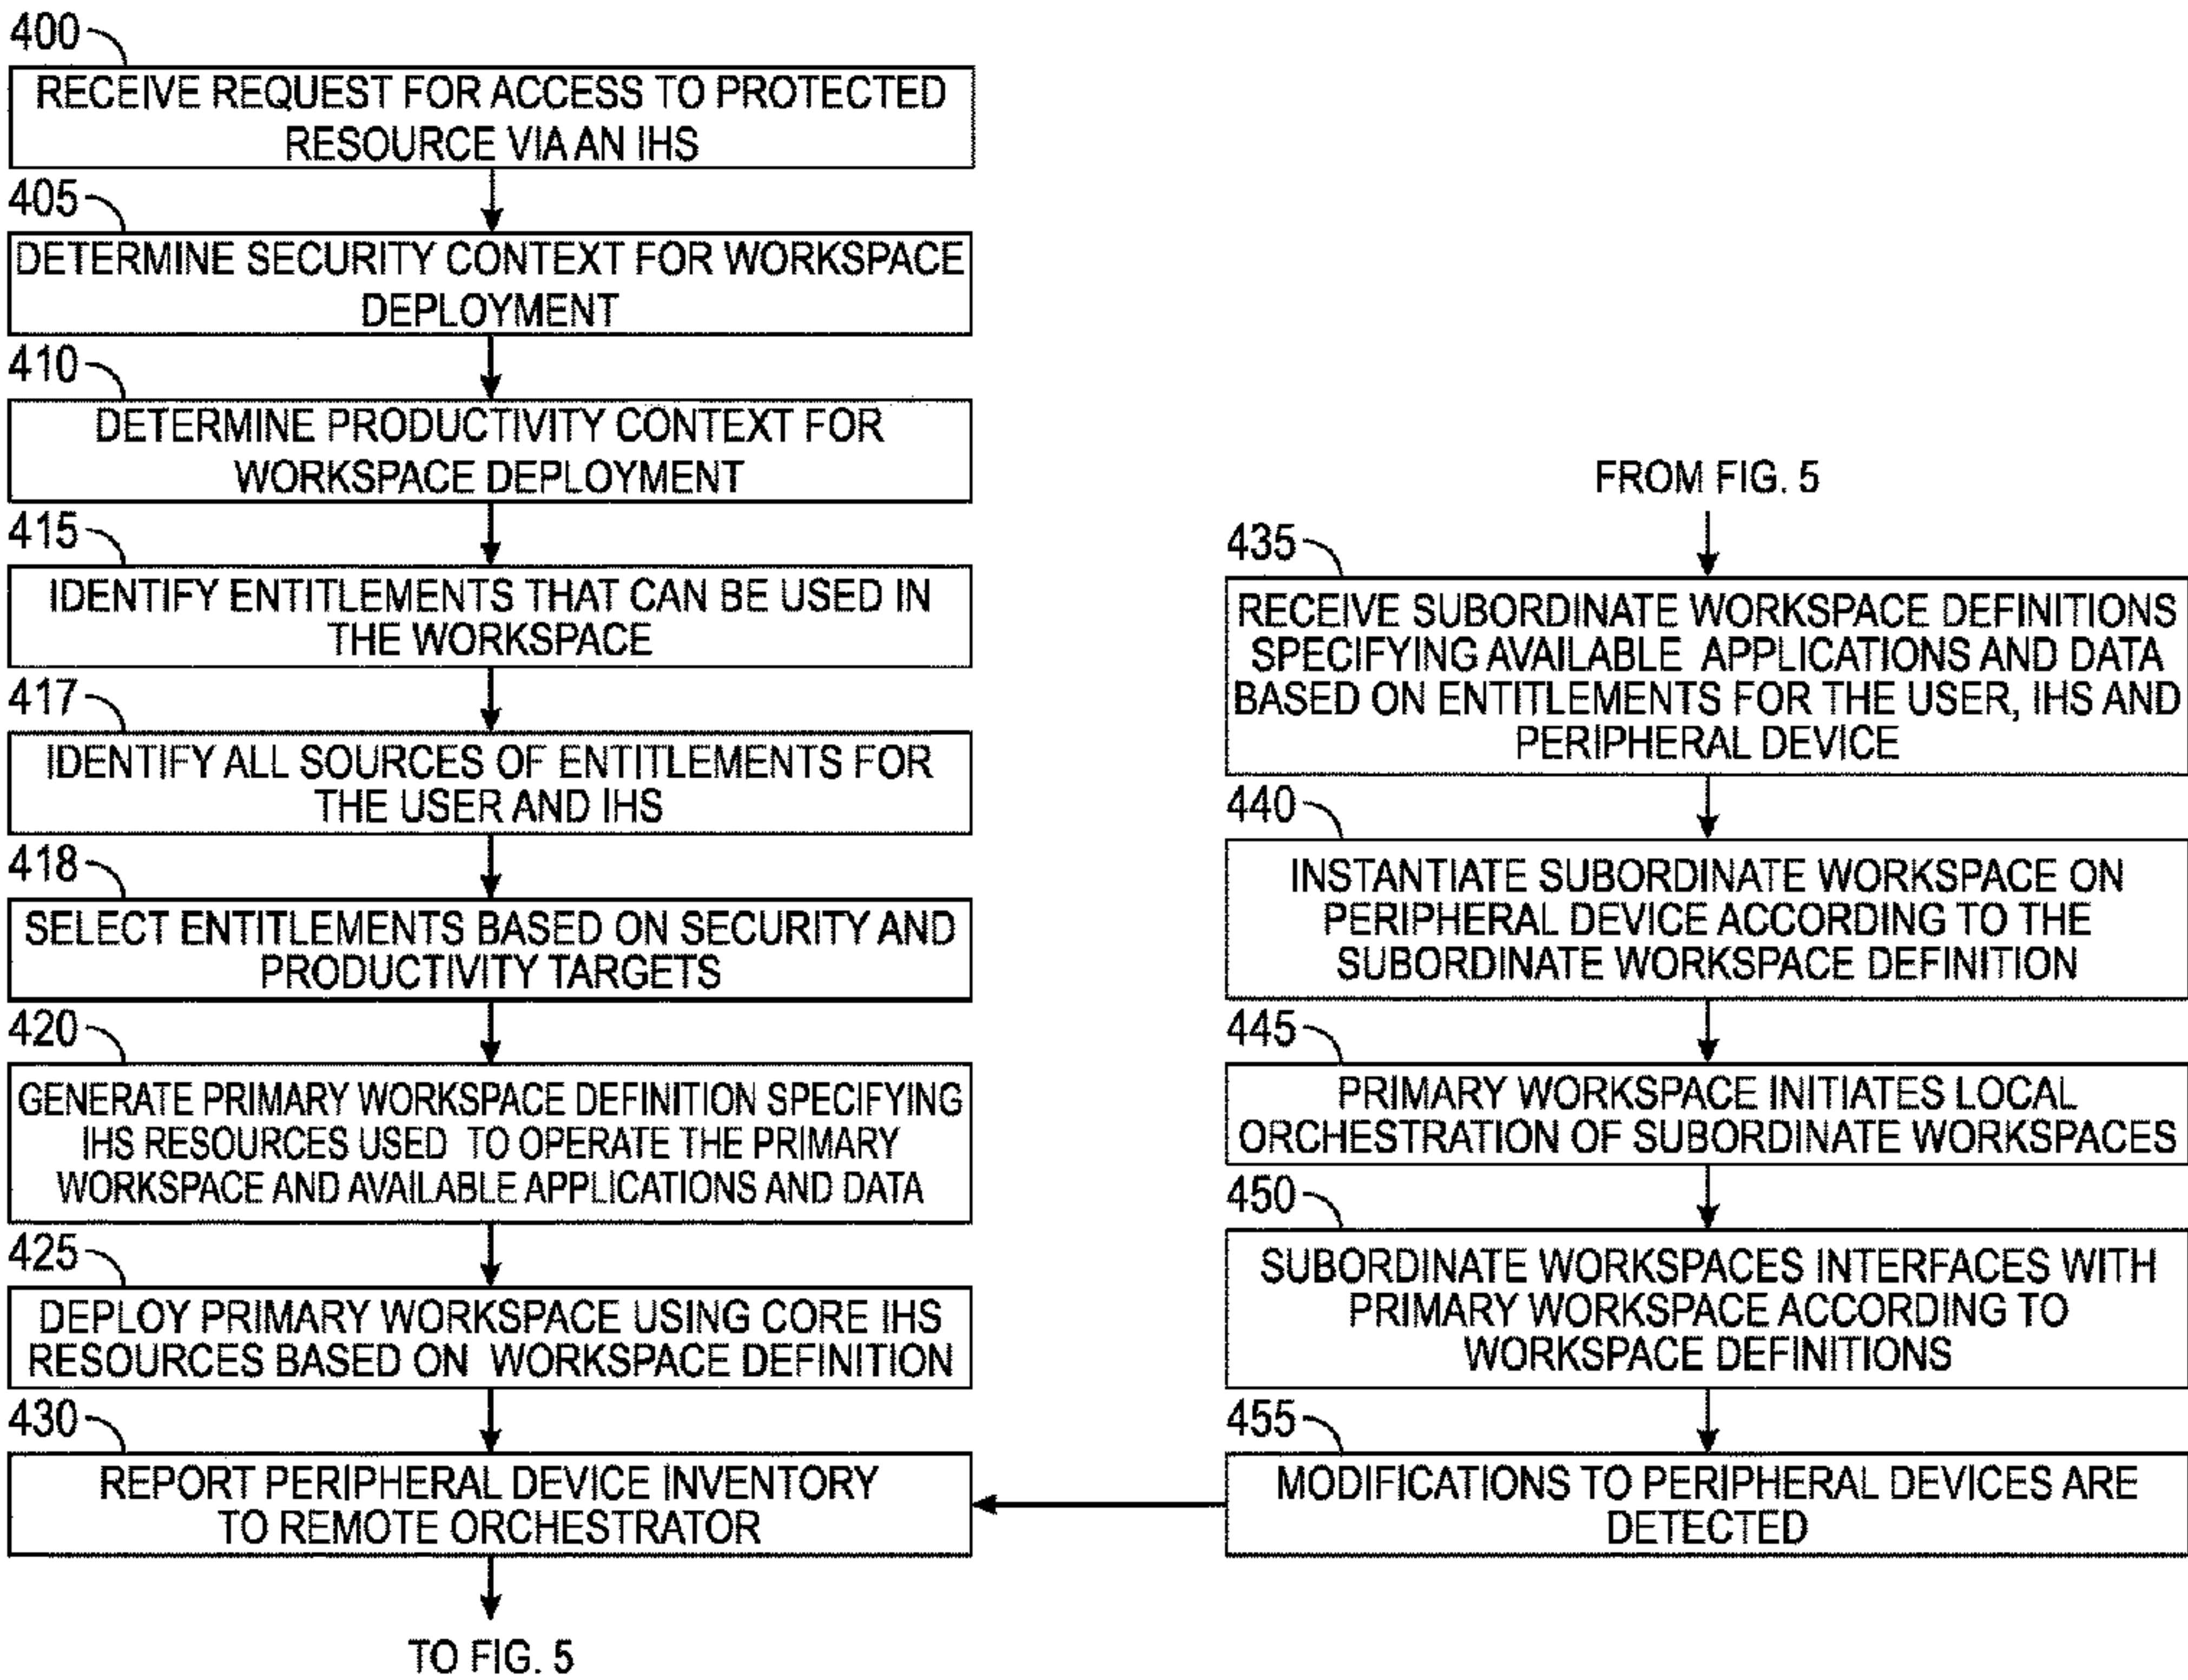 400
RECEIVE REQUEST FOR ACCESS TO PROTECTED
RESOURCE VIA AN IHS
405
DETERMINE SECURITY CONTEXT FOR WORKSPACE
DEPLOYMENT
410
DETERMINE PRODUCTIVITY CONTEXT FOR
WORKSPACE DEPLOYMENT
415
IDENTIFY ENTITLEMENTS THAT CAN BE USED IN
THE WORKSPACE
417
IDENTIFY ALL SOURCES OF ENTITLEMENTS FOR
THE USER AND IHS
418
SELECT ENTITLEMENTS BASED ON SECURITY AND
PRODUCTIVITY TARGETS
420
GENERATE PRIMARY WORKSPACE DEFINITION SPECIFYING
IHS RESOURCES USED TO OPERATE THE PRIMARY
WORKSPACE AND AVAILABLE APPLICATIONS AND DATA
425
DEPLOY PRIMARY WORKSPACE USING CORE IHS
RESOURCES BASED ON WORKSPACE DEFINITION
430
REPORT PERIPHERAL DEVICE INVENTORY
TO REMOTE ORCHESTRATOR
TO FIG. 5
FROM FIG. 5
435
RECEIVE SUBORDINATE WORKSPACE DEFINITIONS
SPECIFYING AVAILABLE APPLICATIONS AND DATA
BASED ON ENTITLEMENTS FOR THE USER, IHS AND
PERIPHERAL DEVICE
440
INSTANTIATE SUBORDINATE WORKSPACE ON
PERIPHERAL DEVICE ACCORDING TO THE
SUBORDINATE WORKSPACE DEFINITION
445
PRIMARY WORKSPACE INITIATES LOCAL
ORCHESTRATION OF SUBORDINATE WORKSPACES
450
SUBORDINATE WORKSPACES INTERFACES WITH
PRIMARY WORKSPACE ACCORDING TO
WORKSPACE DEFINITIONS
455
MODIFICATIONS TO PERIPHERAL DEVICES ARE
DETECTED